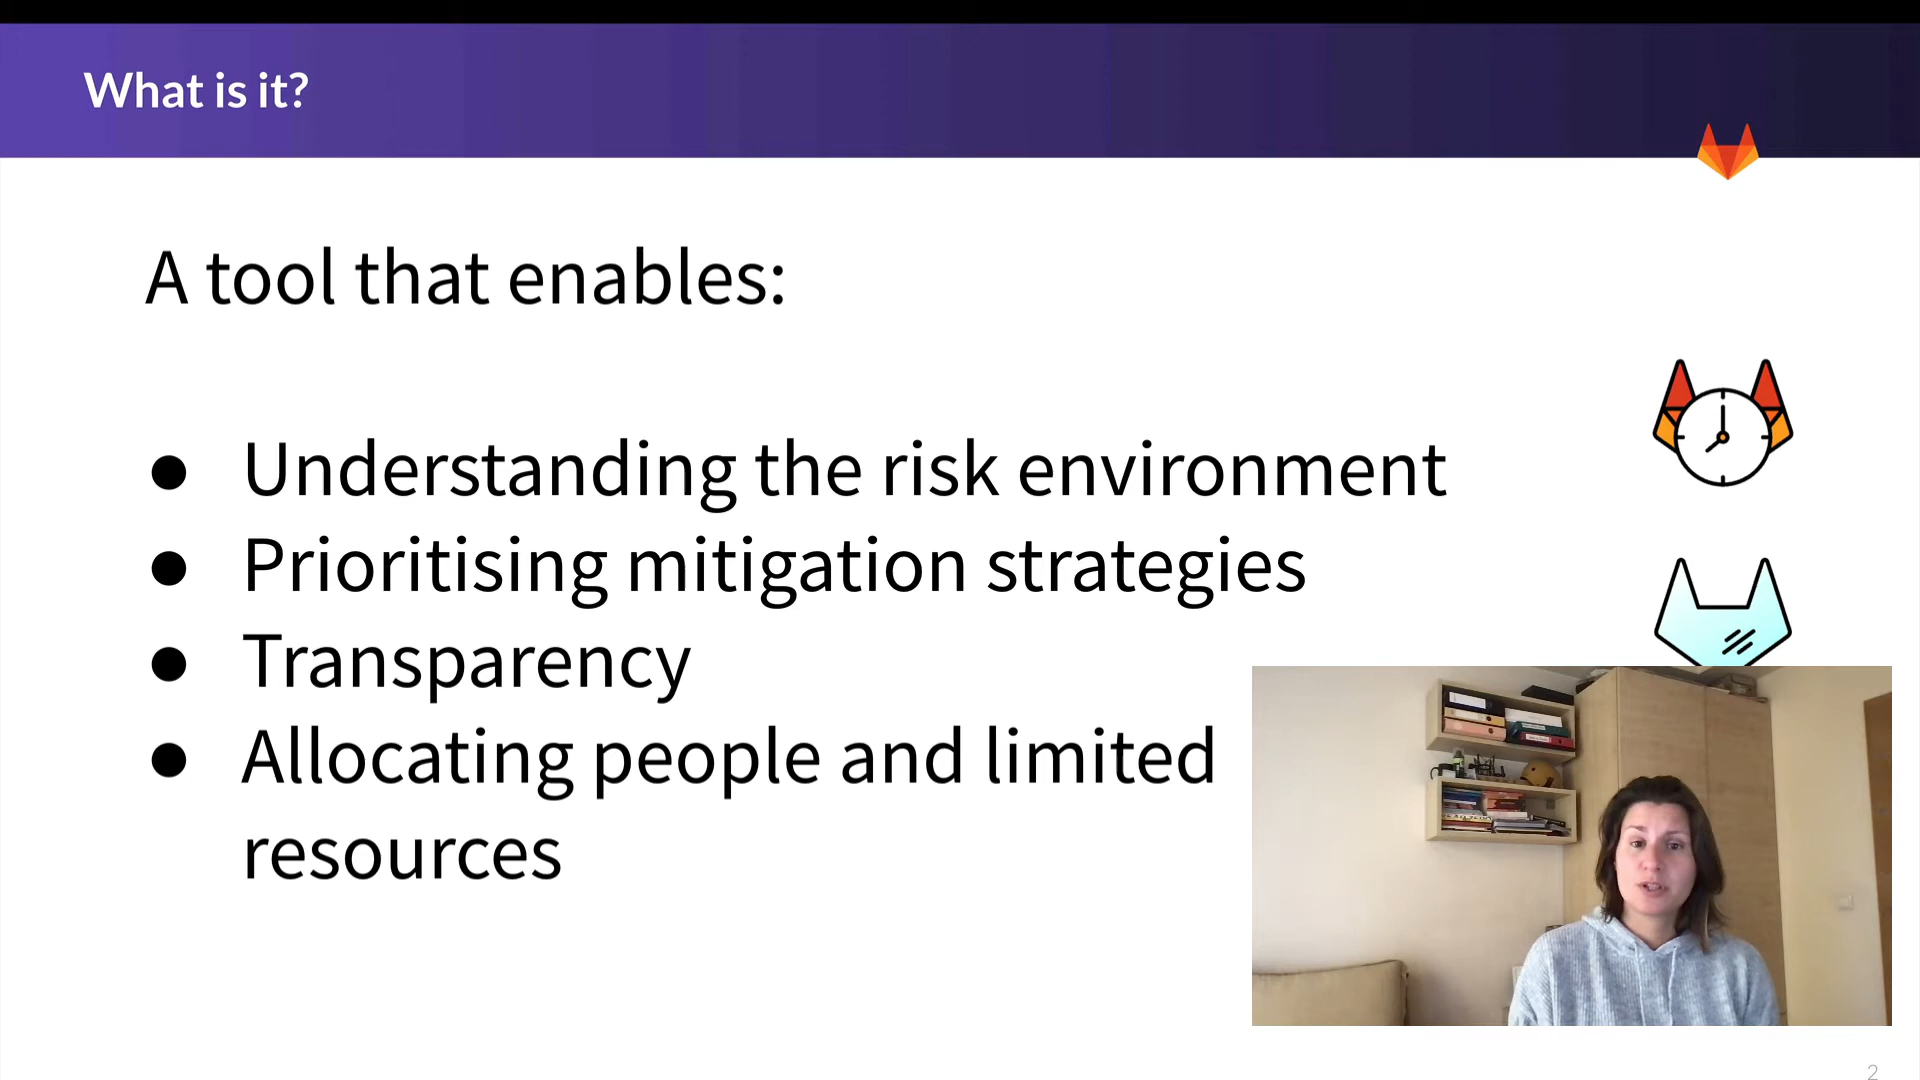 What is it?
A tool that enables:
● Understanding the risk environment
● Prioritising mitigation strategies
● Transparency
● Allocating people and limited
resources
2